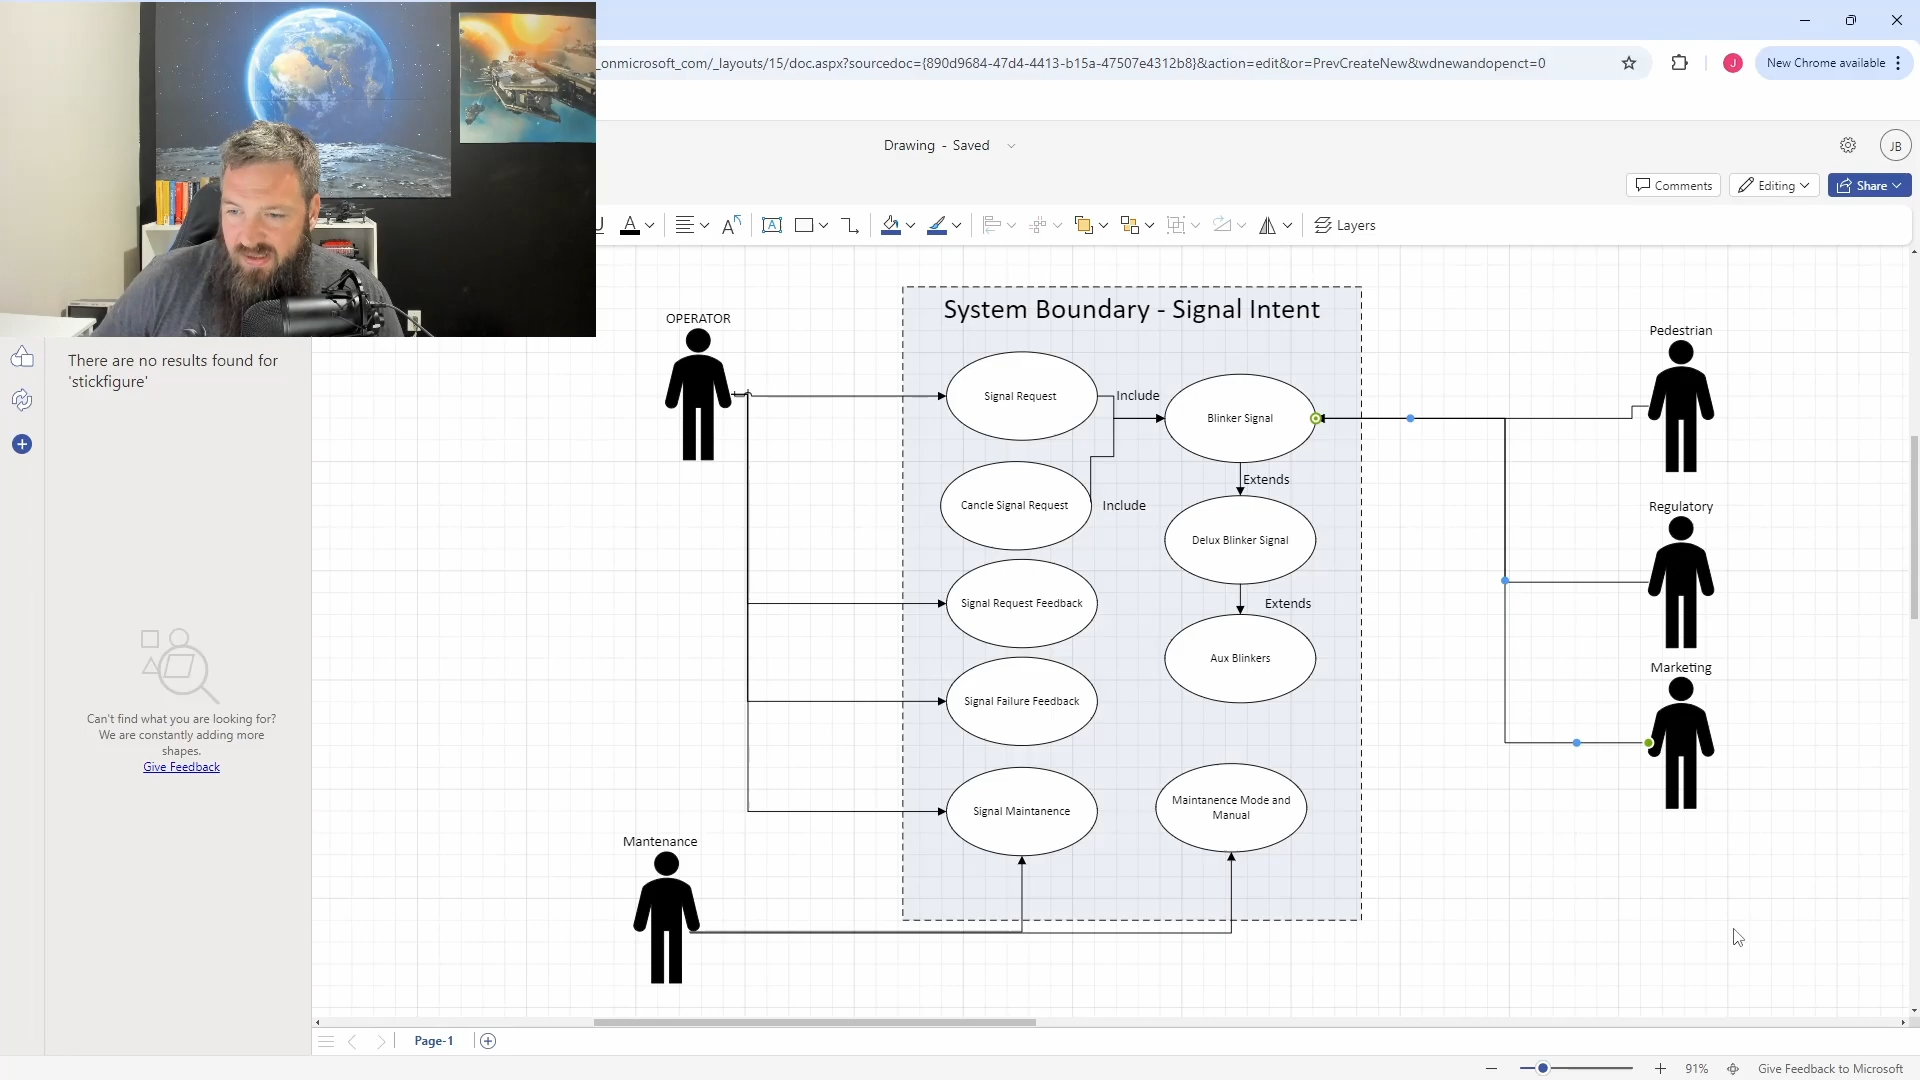 _onmicrosoft_com/_layouts/15/doc.aspx?sourcedoc={890d9684-47d4-4413-b15a-47507e4312b8}&action=edit&or=PrevCreateNew&wdnewandopenct=0
J
New Chrome available
Drawing - Saved
JB
Comments
Editing
Share
A
A
A
Layers
There are no results found for
'stickfigure'
Can't find what you are looking for?
We are constantly adding more
shapes.
Give Feedback
System Boundary - Signal Intent
OPERATOR
Signal Request
Include
Blinker Signal
Pedestrian
Extends
Cancle Signal Request
Include
Regulatory
Delux Blinker Signal
Signal Request Feedback
Extends
Aux Blinkers
Marketing
Signal Failure Feedback
Maintanence Mode and
Manual
Signal Maintanence
Mantenance
Page-1
91%
Give Feedback to Microsoft